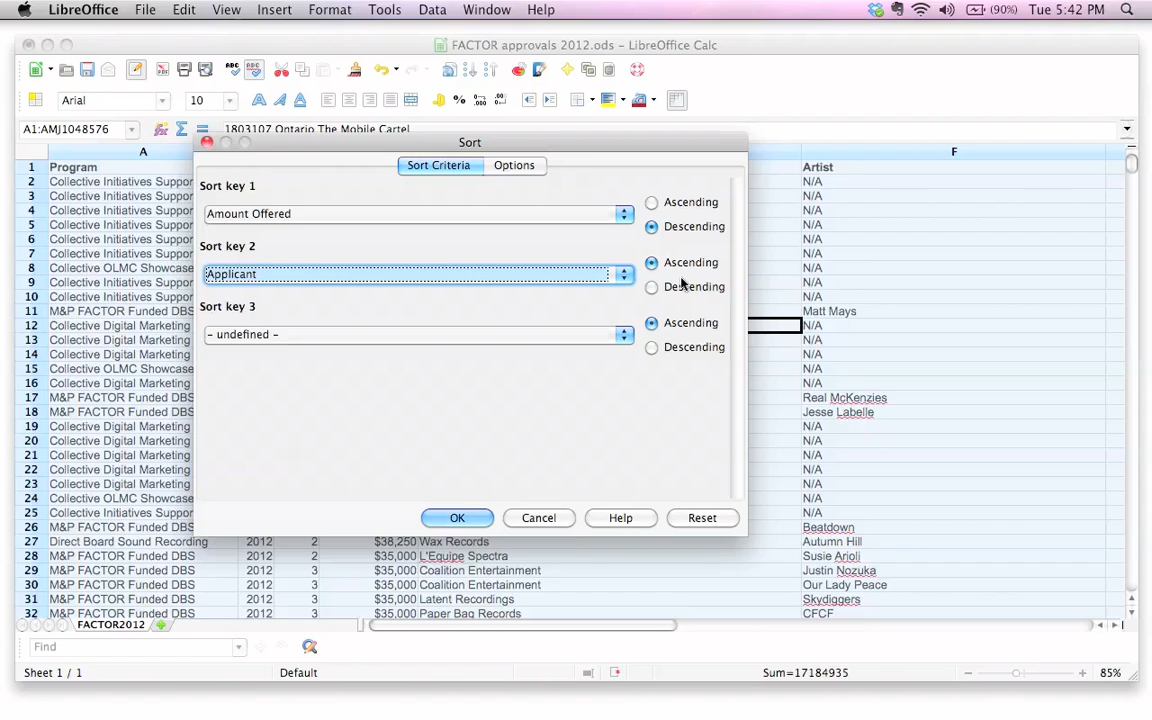 LibreOffice File Edit View Insert Format Tools Data Window Help (90%) Tue 5:42 PM
FACTOR approvals 2012.ods - LibreOffice Calc
Arial 10
A1:AMJ1048576 1803107 Ontario The Mobile Cartel
Sort
A F
1 Program Artist
Sort Criteria Options
2 Collective Initiatives Suppor N/A
Sort key 1
3 Collective Initiatives Suppor N/A
Ascending
4 Collective Initiatives Suppor N/A
Amount Offered
5 Collective Initiatives Suppor N/A
Descending
6 Collective Initiatives Suppor N/A
Sort key 2
7 Collective Initiatives Suppor N/A
Ascending
8 Collective OLMC Showcase N/A
Applicant
9 Collective Initiatives Suppor N/A
Descending
10 Collective Initiatives Suppor N/A
Sort key 3
11 M&P FACTOR Funded DBS Matt Mays
Ascending
12 Collective Digital Marketing N/A
- undefined -
13 Collective Digital Marketing N/A
Descending
14 Collective Digital Marketing N/A
15 Collective OLMC Showcase N/A
16 Collective Digital Marketing N/A
17 M&P FACTOR Funded DBS Real McKenzies
18 M&P FACTOR Funded DBS Jesse Labelle
19 Collective Digital Marketing N/A
20 Collective Digital Marketing N/A
21 Collective Digital Marketing N/A
22 Collective Digital Marketing N/A
23 Collective Digital Marketing N/A
24 Collective OLMC Showcase N/A
25 Collective Initiatives Suppor N/A
OK Cancel Help Reset
26 M&P FACTOR Funded DBS Beatdown
27 Direct Board Sound Recording 2012 2 $38,250 Wax Records Autumn Hill
28 M&P FACTOR Funded DBS 2012 2 $35,000 L'Equipe Spectra Susie Arioli
29 M&P FACTOR Funded DBS 2012 3 $35,000 Coalition Entertainment Justin Nozuka
30 M&P FACTOR Funded DBS 2012 3 $35,000 Coalition Entertainment Our Lady Peace
31 M&P FACTOR Funded DBS 2012 3 $35,000 Latent Recordings Skydiggers
32 M&P FACTOR Funded DBS 2012 3 $35,000 Paper Bag Records CFCF
FACTOR2012
Find
Sheet 1 / 1 Default Sum=17184935 85%